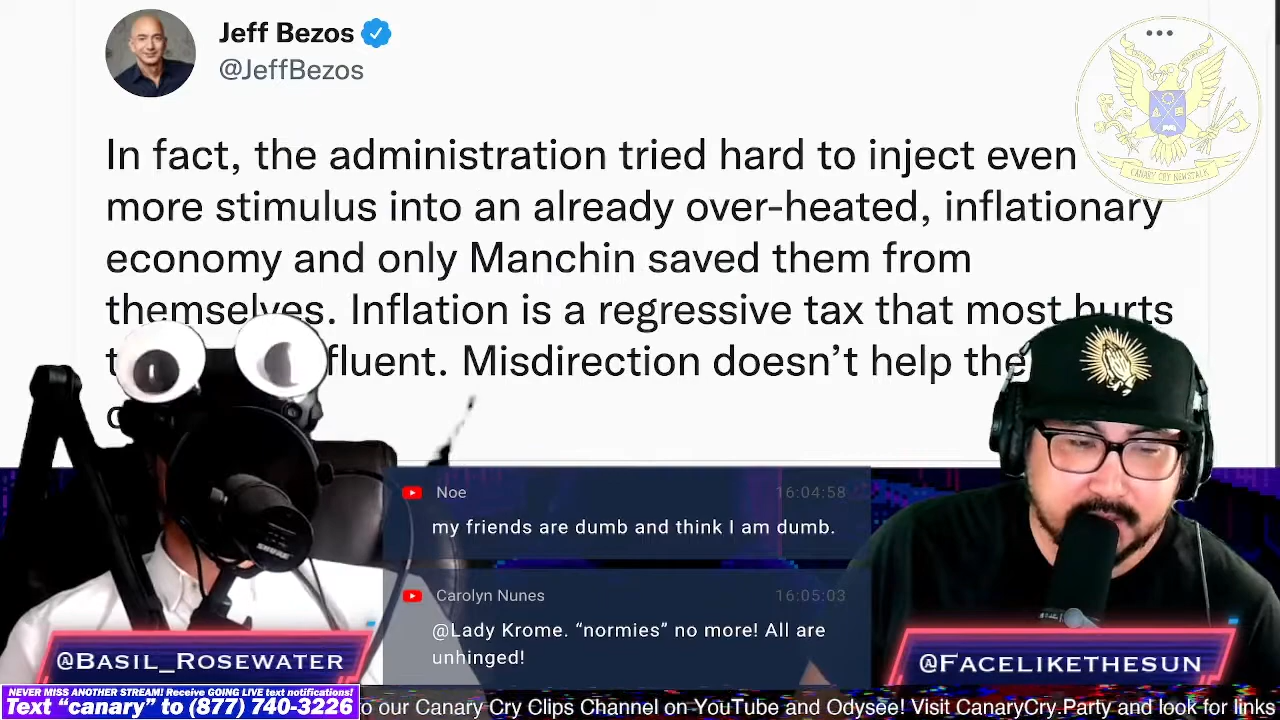 Jeff Bezos
@JeffBezos
In fact, the administration tried hard to inject even
more stimulus into an already over-heated, inflationary
economy and only Manchin saved them from
themselves. Inflation is a regressive tax that most hurts
fluent. Misdirection doesn’t help the
CANARY CRY NEWSTALK
Noe 16:04:58
my friends are dumb and think I am dumb.
Carolyn Nunes 16:05:03
@Lady Krome. “normies” no more! All are
unhinged!
SHURE
@BASIL_ROSEWATER
@FACELIKETHESUN
NEVER MISS ANOTHER STREAM! Receive GOING LIVE text notifications!
Text “canary” to (877) 740-3226
o our Canary Cry Clips Channel on YouTube and Odysee! Visit CanaryCry.Party and look for links